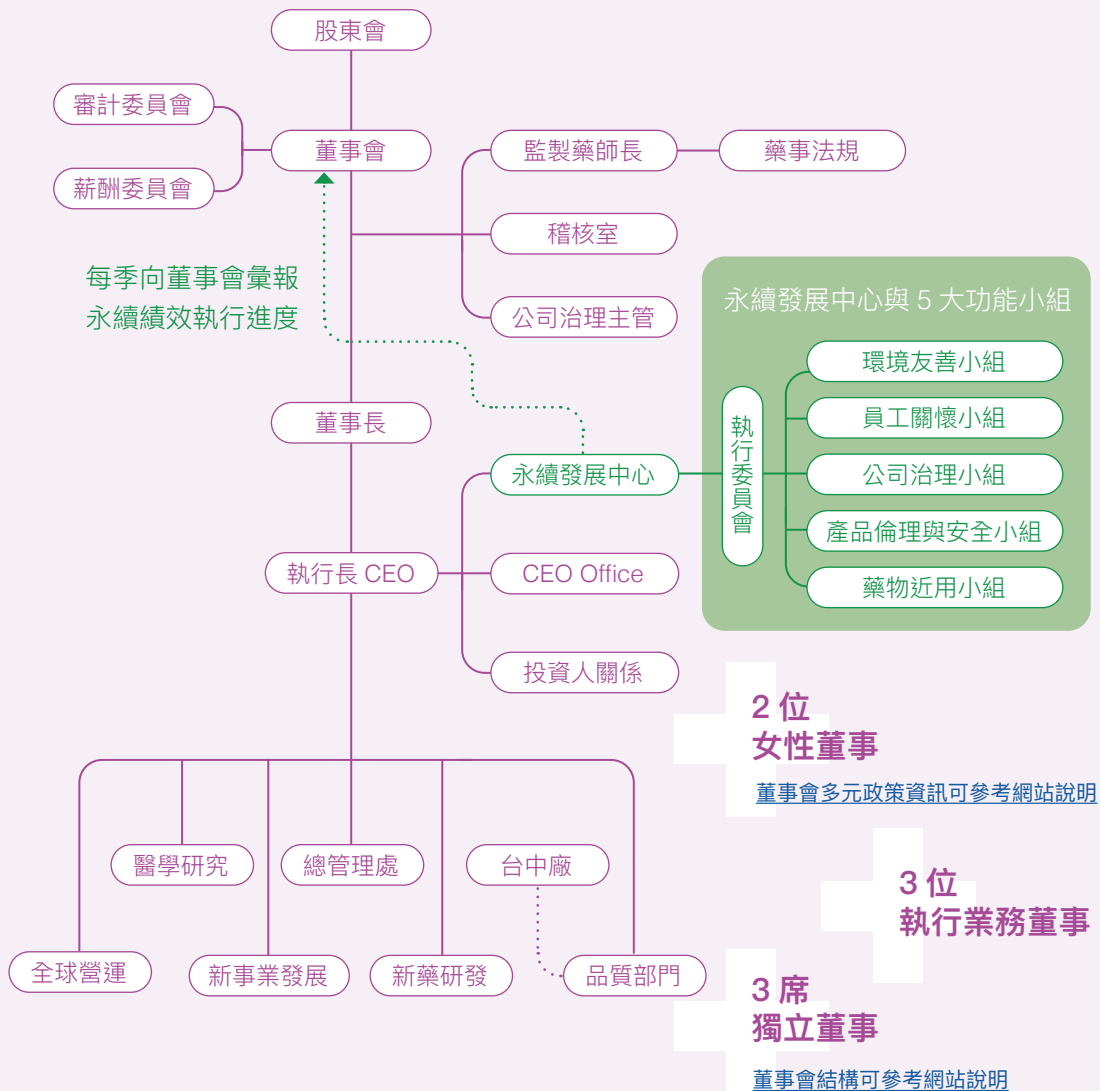 股東會
審計委員會
董事會
監製藥師長
藥事法規
薪酬委員會
稽核室
每季向董事會彙報
永續績效執行進度
公司治理主管
永續發展中心與 5 大功能小組
環境友善小組
董事長
執行委員會
員工關懷小組
永續發展中心
公司治理小組
產品倫理與安全小組
執行長 CEO
CEO Office
藥物近用小組
投資人關係
2 位
女性董事
董事會多元政策資訊可參考網站說明
醫學研究
總管理處
台中廠
3 位
執行業務董事
全球營運
新事業發展
新藥研發
品質部門
3 席
獨立董事
董事會結構可參考網站說明